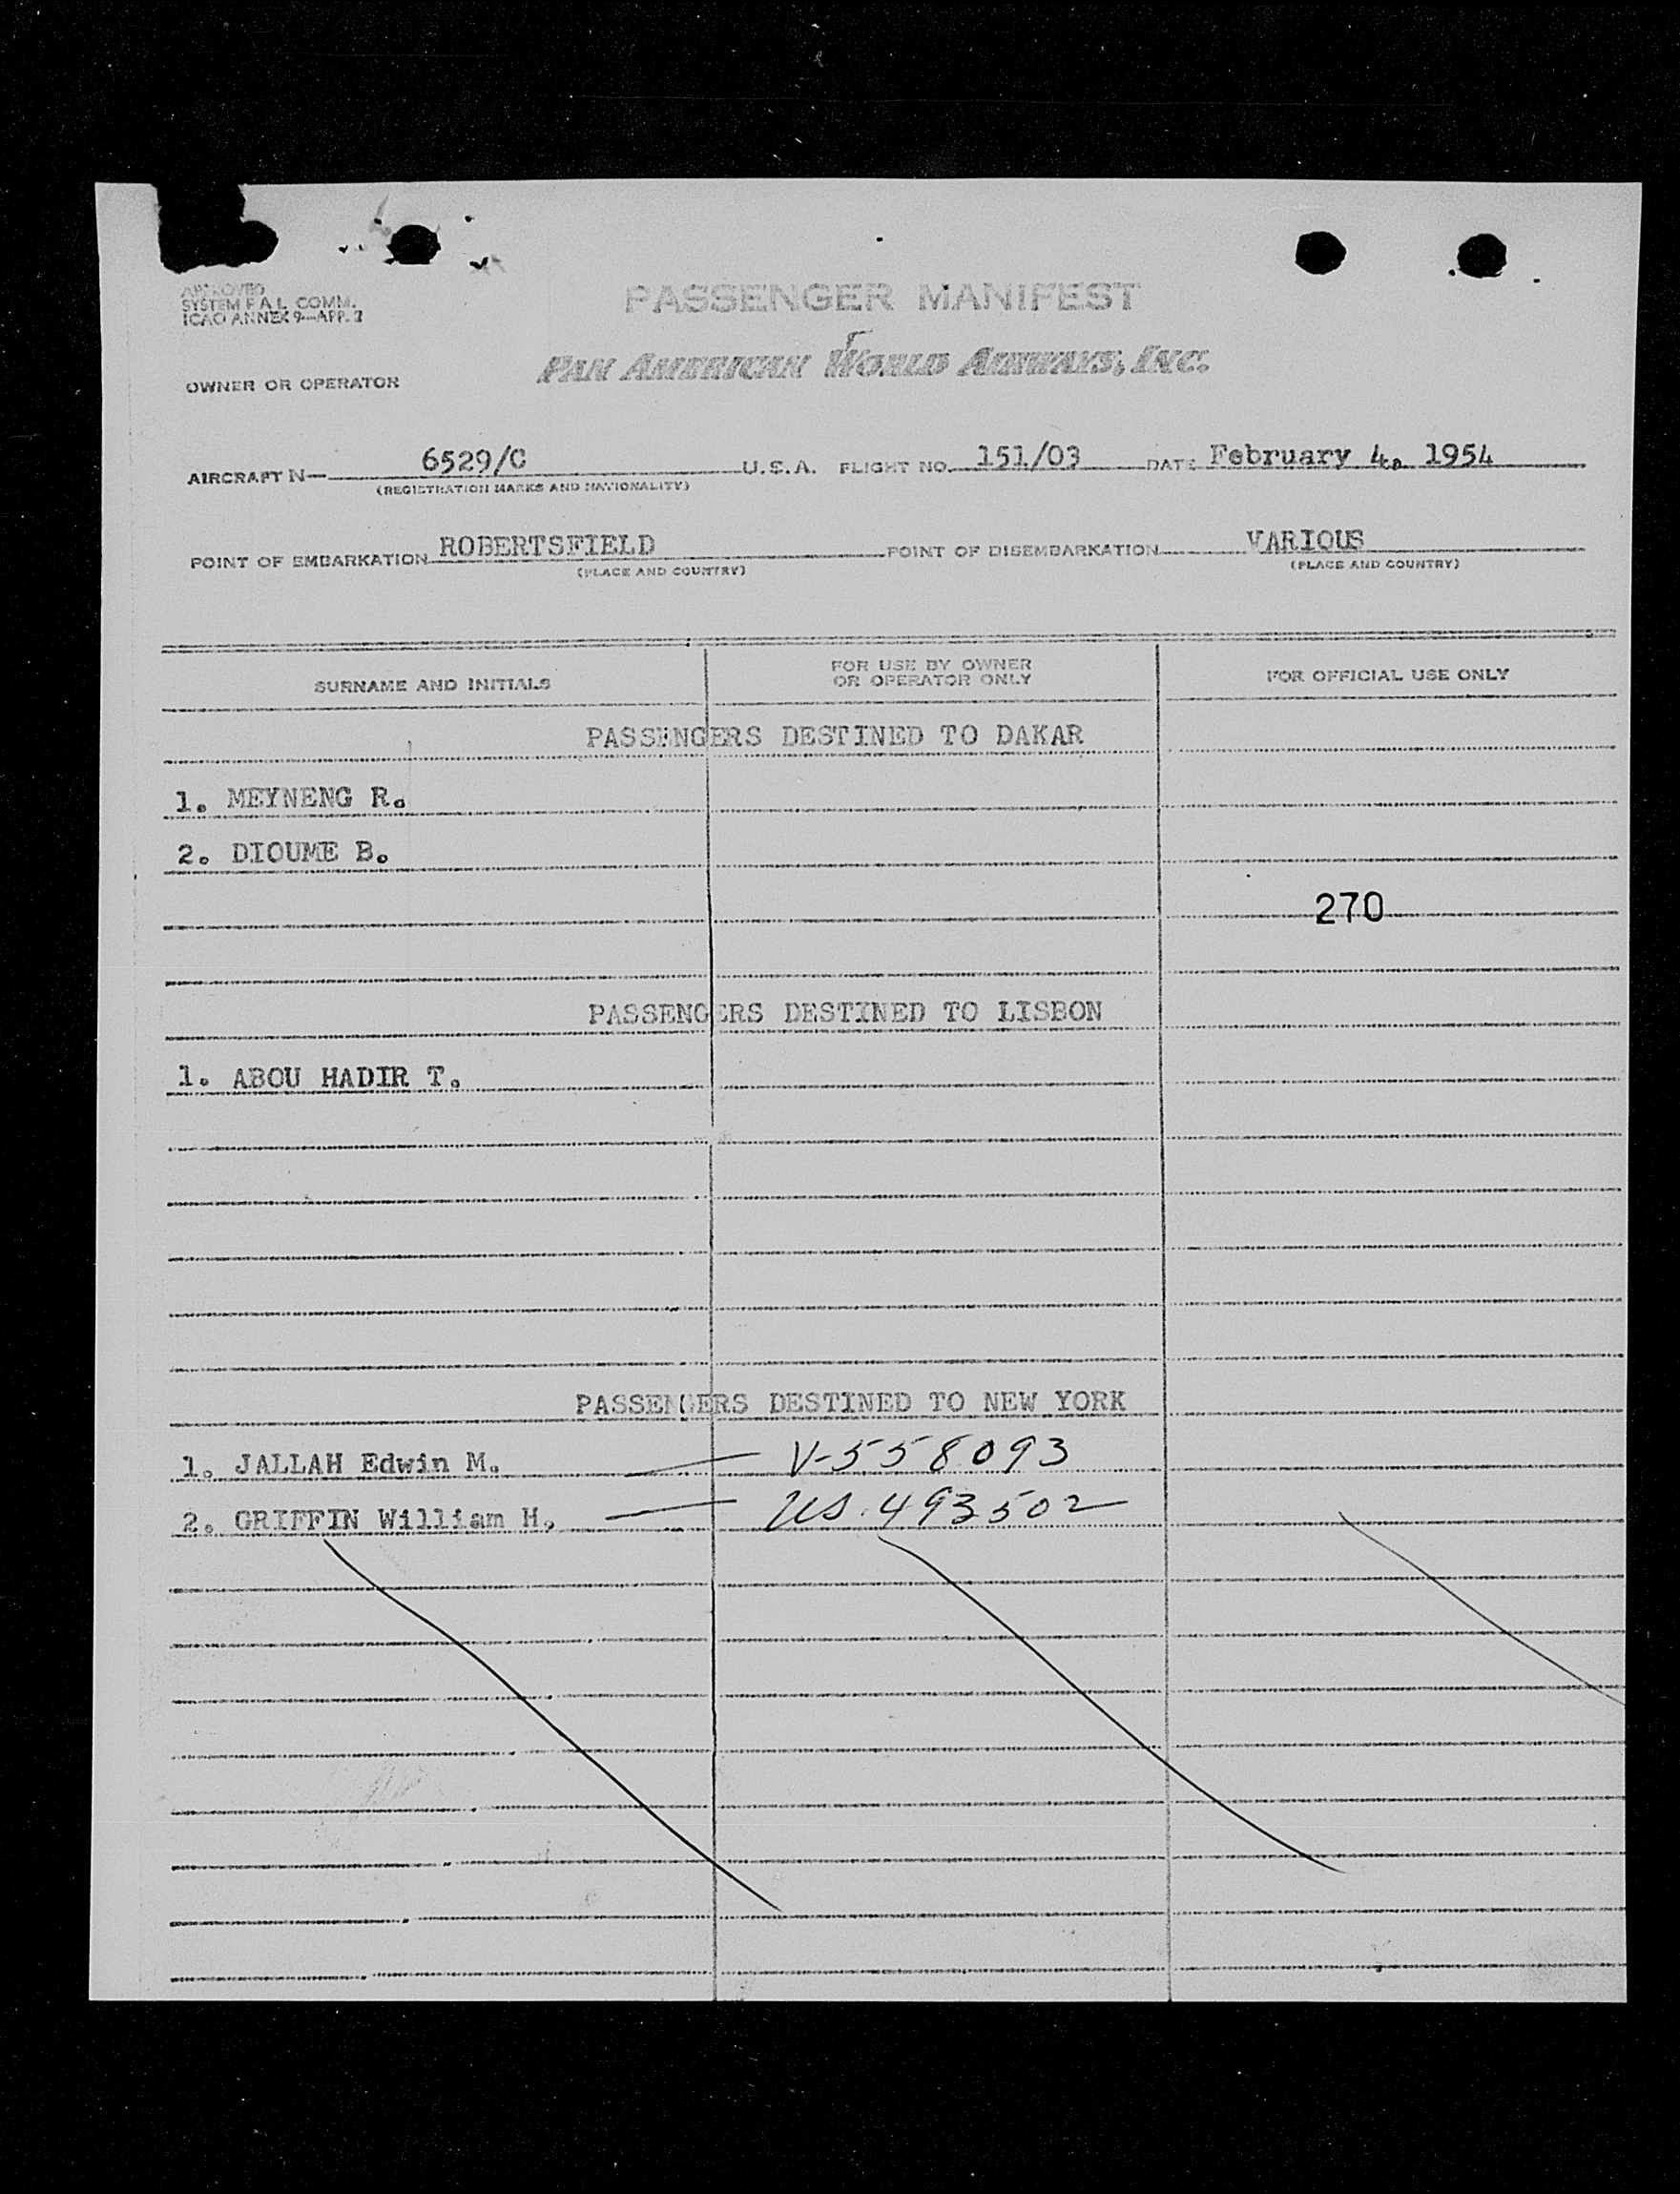 APPROVED
SYSTEM F.A.L. COMM.
ICAO ANNEX 9—APP. 2
PASSENGER MANIFEST
PAN AMERICAN WORLD AIRWAYS, INC.
OWNER OR OPERATOR
AIRCRAFT N— 6529/C U.S.A. FLIGHT NO. 151/03 DATE February 4, 1954
(REGISTRATION MARKS AND NATIONALITY)
POINT OF EMBARKATION ROBERTSFIELD POINT OF DISEMBARKATION VARIOUS
(PLACE AND COUNTRY) (PLACE AND COUNTRY)
SURNAME AND INITIALS
FOR USE BY OWNER
OR OPERATOR ONLY
FOR OFFICIAL USE ONLY
PASSENGERS DESTINED TO DAKAR
1. MEYNENG R.
2. DIOUME B.
270
PASSENGERS DESTINED TO LISBON
1. ABOU HADIR T.
PASSENGERS DESTINED TO NEW YORK
1. JALLAH Edwin M. — V-558093
2. GRIFFIN William H. — US. 493502